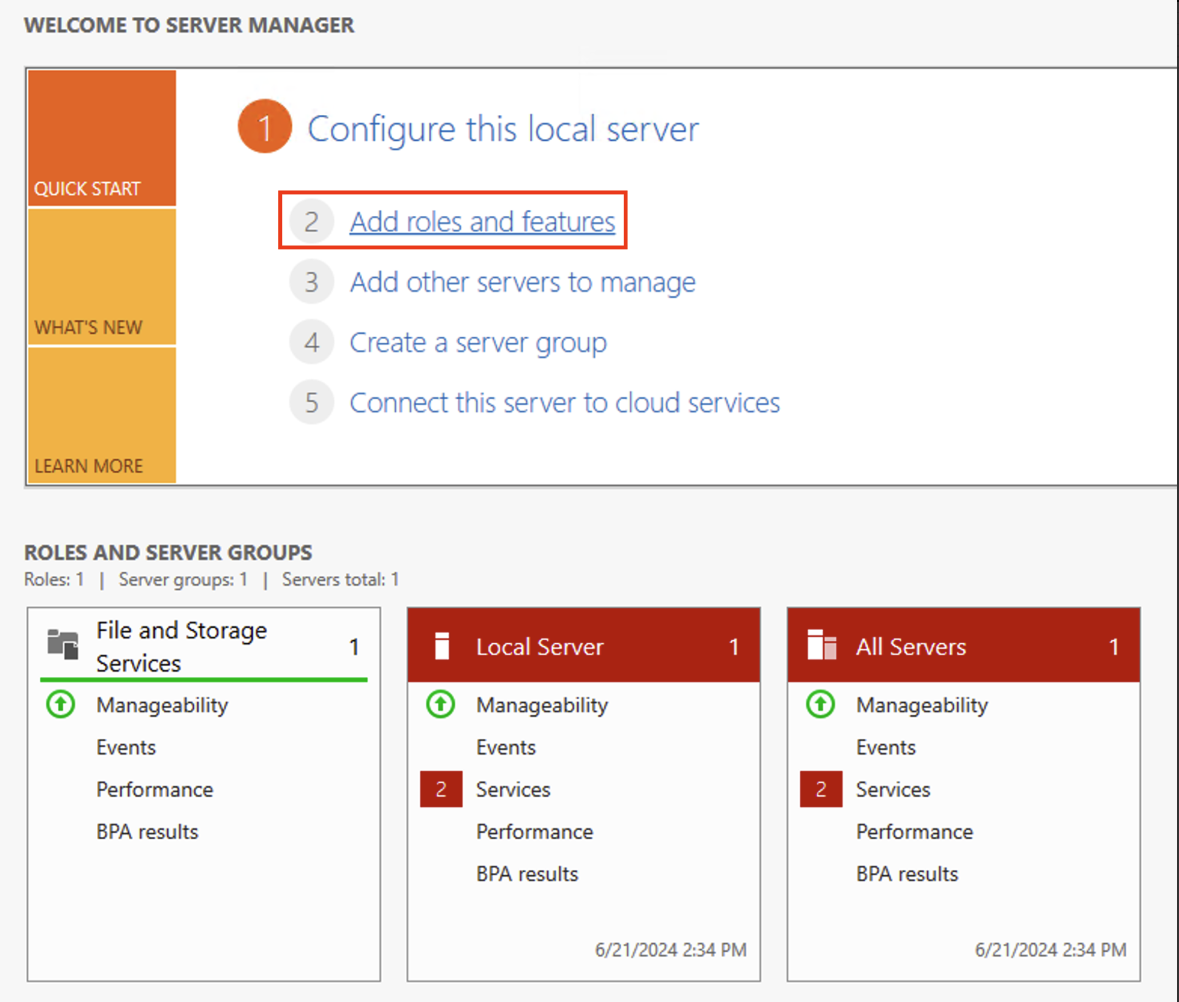 WELCOME TO SERVER MANAGER
QUICK START
WHAT'S NEW
LEARN MORE
1 Configure this local server
2 Add roles and features
3 Add other servers to manage
4 Create a server group
5 Connect this server to cloud services
ROLES AND SERVER GROUPS
Roles: 1 | Server groups: 1 | Servers total: 1
File and Storage
Services 1
Manageability
Events
Performance
BPA results
Local Server 1
Manageability
Events
2 Services
Performance
BPA results
6/21/2024 2:34 PM
All Servers 1
Manageability
Events
2 Services
Performance
BPA results
6/21/2024 2:34 PM